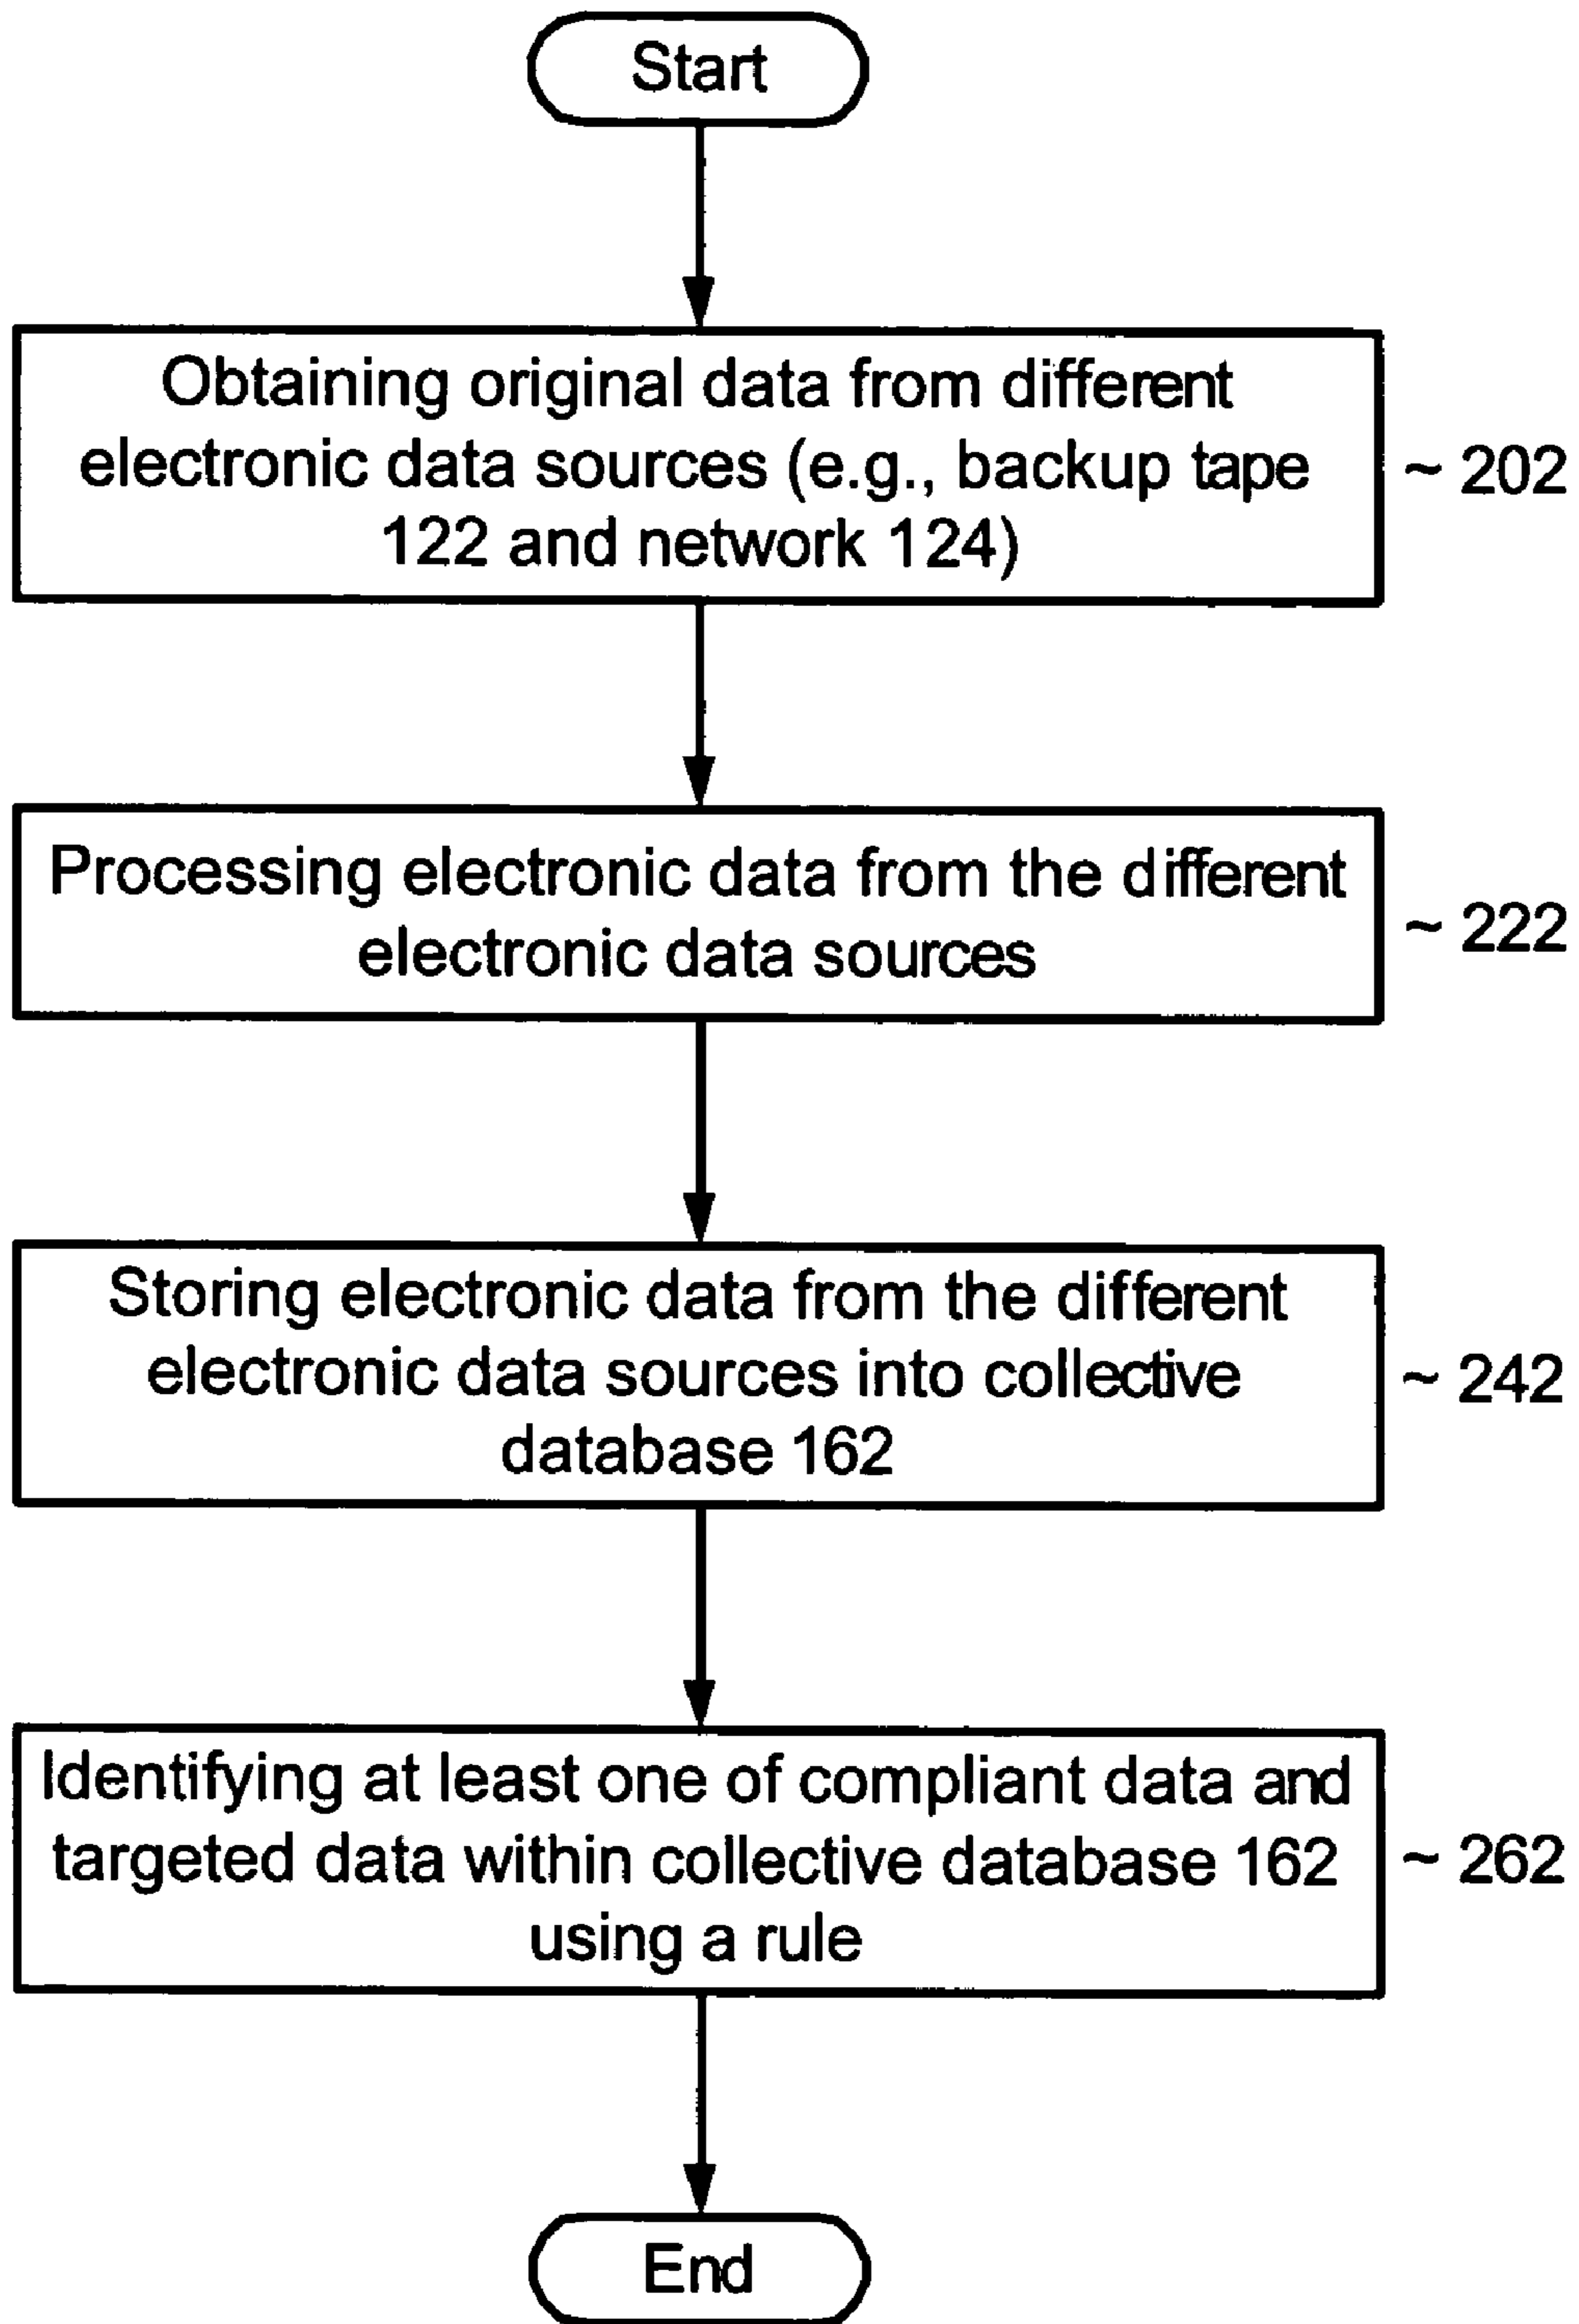 Start
Obtaining original data from different
electronic data sources (e.g., backup tape
122 and network 124)
~ 202
Processing electronic data from the different
electronic data sources
~ 222
Storing electronic data from the different
electronic data sources into collective
database 162
~ 242
Identifying at least one of compliant data and
targeted data within collective database 162
using a rule
~ 262
End